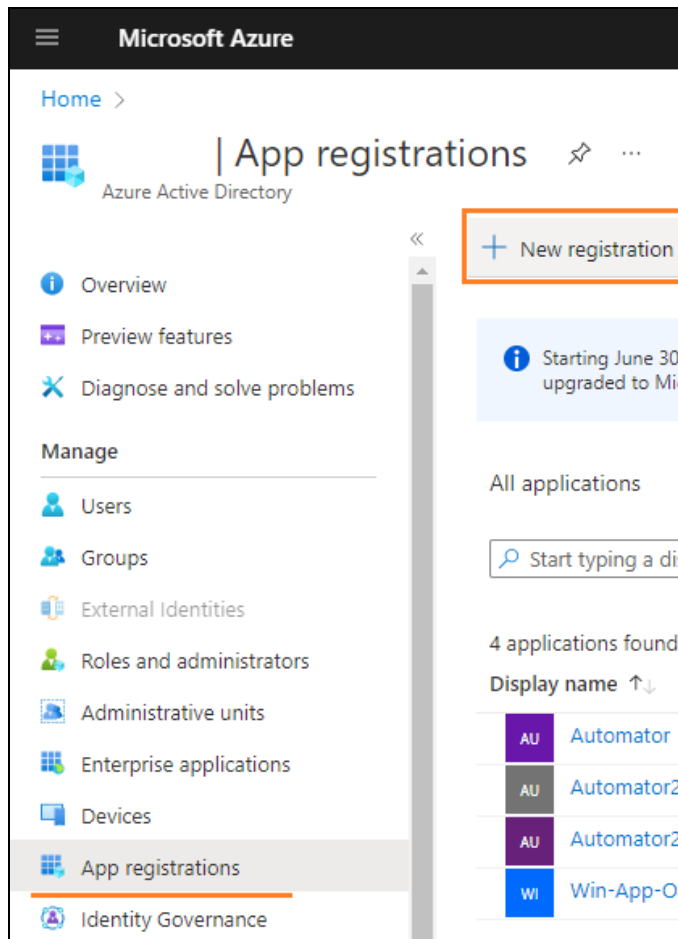 Microsoft Azure
Home >
| App registrations ...
Azure Active Directory
«
+ New registration
Overview
Preview features
Diagnose and solve problems
Manage
Users
Groups
External Identities
Roles and administrators
Administrative units
Enterprise applications
Devices
App registrations
Identity Governance
Starting June 30
upgraded to Mi
All applications
Start typing a di
4 applications found
Display name ↑↓
AU Automator
AU Automator2
AU Automator2
WI Win-App-O